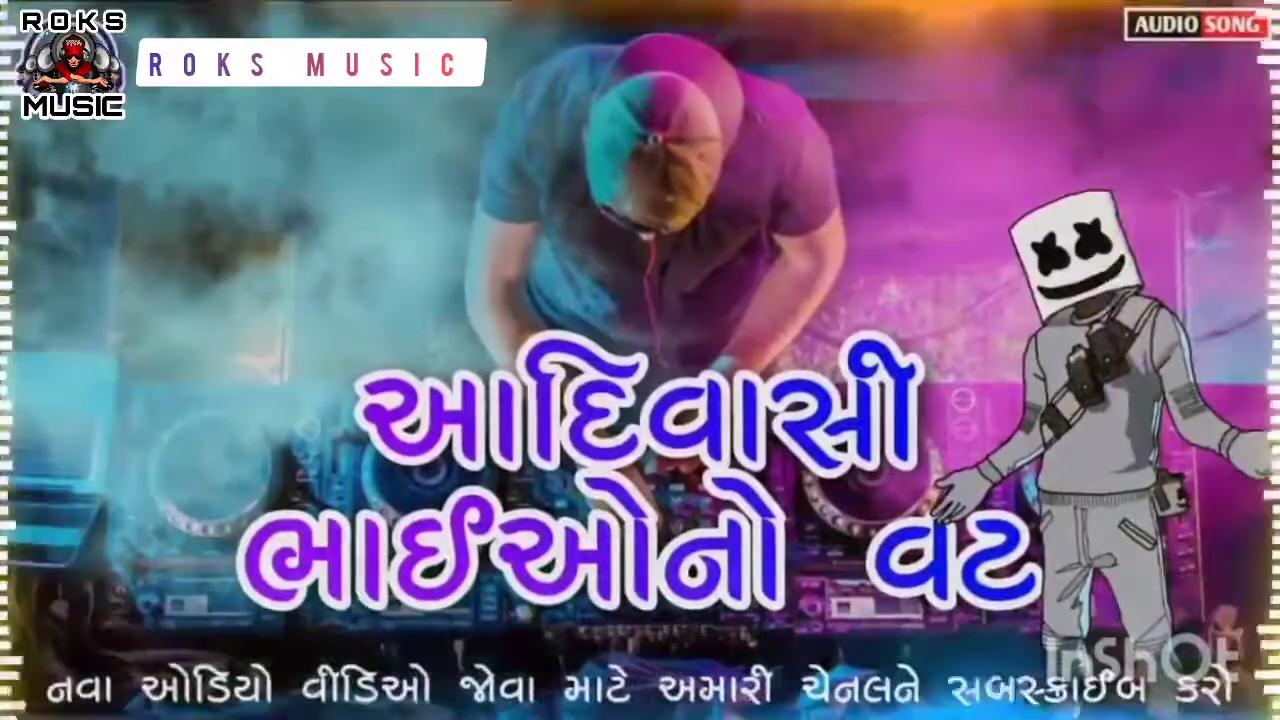 ROKS
MUSIC
ROKS MUSIC
AUDIO SONG
આદિવાસી
ભાઈઓનો વટ
InShOt
નવા ઓડિયો વીડિઓ જોવા માટે અમારી ચેનલને સબસ્ક્રાઈબ કરો